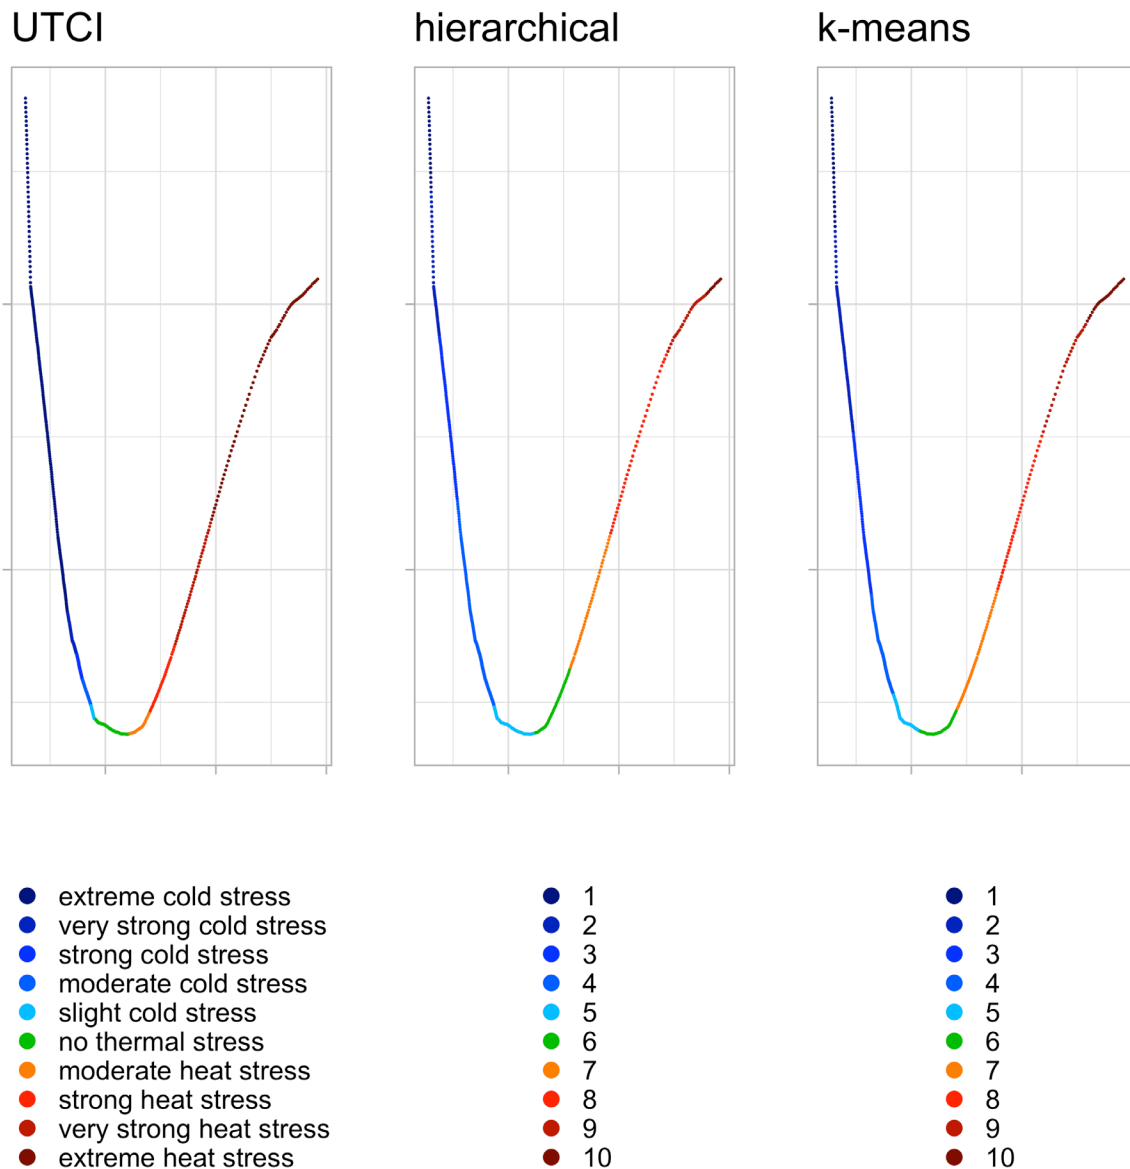 UTCI hierarchical k-means
extreme cold stress 1 1
very strong cold stress 2 2
strong cold stress 3 3
moderate cold stress 4 4
slight cold stress 5 5
no thermal stress 6 6
moderate heat stress 7 7
strong heat stress 8 8
very strong heat stress 9 9
extreme heat stress 10 10